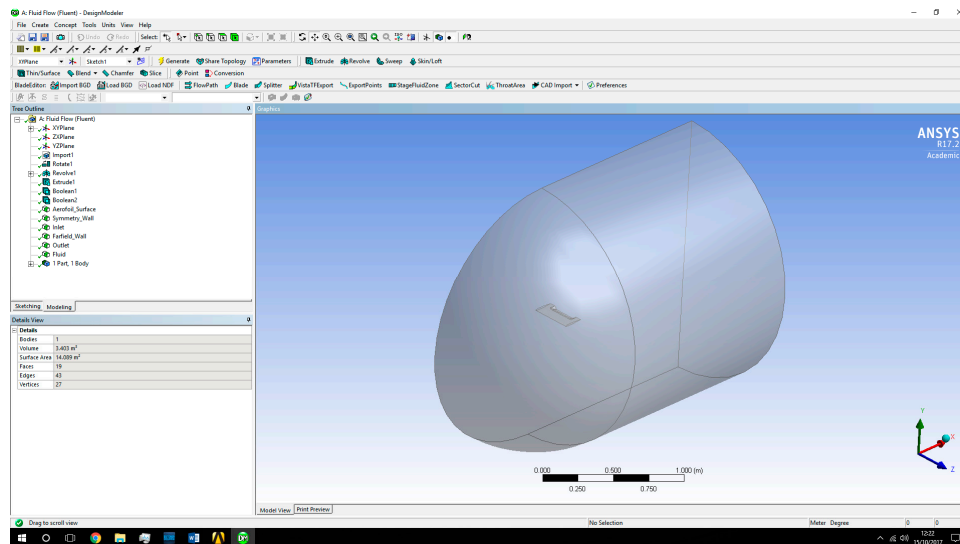 A: Fluid Flow (Fluent) - DesignModeler
File Create Concept Tools Units View Help
Undo Redo Select:
XYPlane Sketch1 Generate Share Topology Parameters Extrude Revolve Sweep Skin/Loft
Thin/Surface Blend Chamfer Slice Point Conversion
BladeEditor: Import BGD Load BGD Load NDF FlowPath Blade Splitter VistaTFExport ExportPoints StageFluidZone SectorCut ThroatArea CAD Import Preferences
Tree Outline
A: Fluid Flow (Fluent)
XYPlane
ZXPlane
YZPlane
Import1
Rotate1
Revolve1
Extrude1
Boolean1
Boolean2
Aerofoil_Surface
Symmetry_Wall
Inlet
Farfield_Wall
Outlet
Fluid
1 Part, 1 Body
Sketching Modeling
Details View
Details
Bodies 1
Volume 3.403 m³
Surface Area 14.089 m²
Faces 19
Edges 43
Vertices 27
Graphics
ANSYS
R17.2
Academic
Y
X
Z
0.000 0.500 1.000 (m)
0.250 0.750
Model View Print Preview
Drag to scroll view No Selection Meter Degree 0 0
12:22
15/10/2017